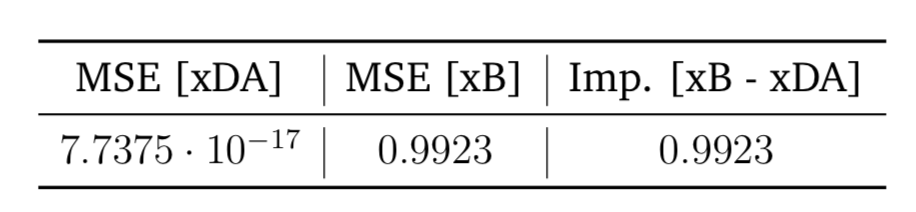 MSE [xDA] MSE [xB] Imp. [xB - xDA]
7.7375 · 10⁻¹⁷ 0.9923 0.9923